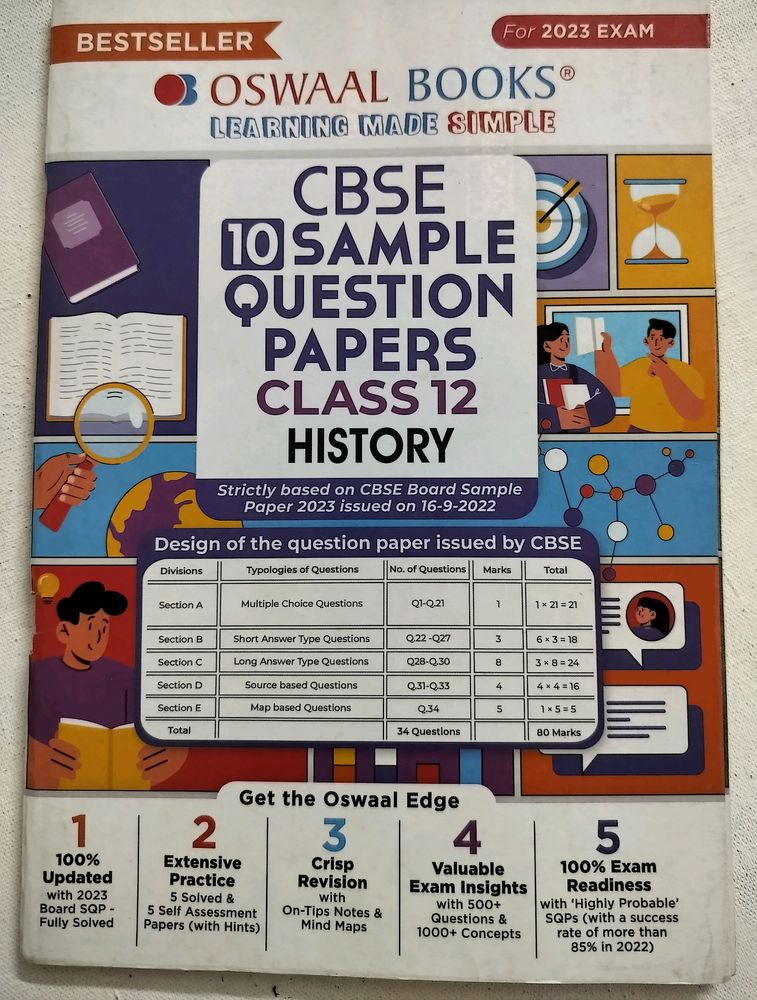 BESTSELLER
For 2023 EXAM
OSWAAL BOOKS®
LEARNING MADE SIMPLE
CBSE
10 SAMPLE
QUESTION
PAPERS
CLASS 12
HISTORY
Strictly based on CBSE Board Sample
Paper 2023 issued on 16-9-2022
Design of the question paper issued by CBSE
Divisions Typologies of Questions No. of Questions Marks Total
Section A Multiple Choice Questions Q1-Q.21 1 1 × 21 = 21
Section B Short Answer Type Questions Q.22 -Q27 3 6 × 3 = 18
Section C Long Answer Type Questions Q28-Q.30 8 3 × 8 = 24
Section D Source based Questions Q.31-Q.33 4 4 × 4 = 16
Section E Map based Questions Q.34 5 1 × 5 = 5
Total 34 Questions 80 Marks
Get the Oswaal Edge
1
100%
Updated
with 2023
Board SQP -
Fully Solved
2
Extensive
Practice
5 Solved &
5 Self Assessment
Papers (with Hints)
3
Crisp
Revision
with
On-Tips Notes &
Mind Maps
4
Valuable
Exam Insights
with 500+
Questions &
1000+ Concepts
5
100% Exam
Readiness
with ‘Highly Probable’
SQPs (with a success
rate of more than
85% in 2022)